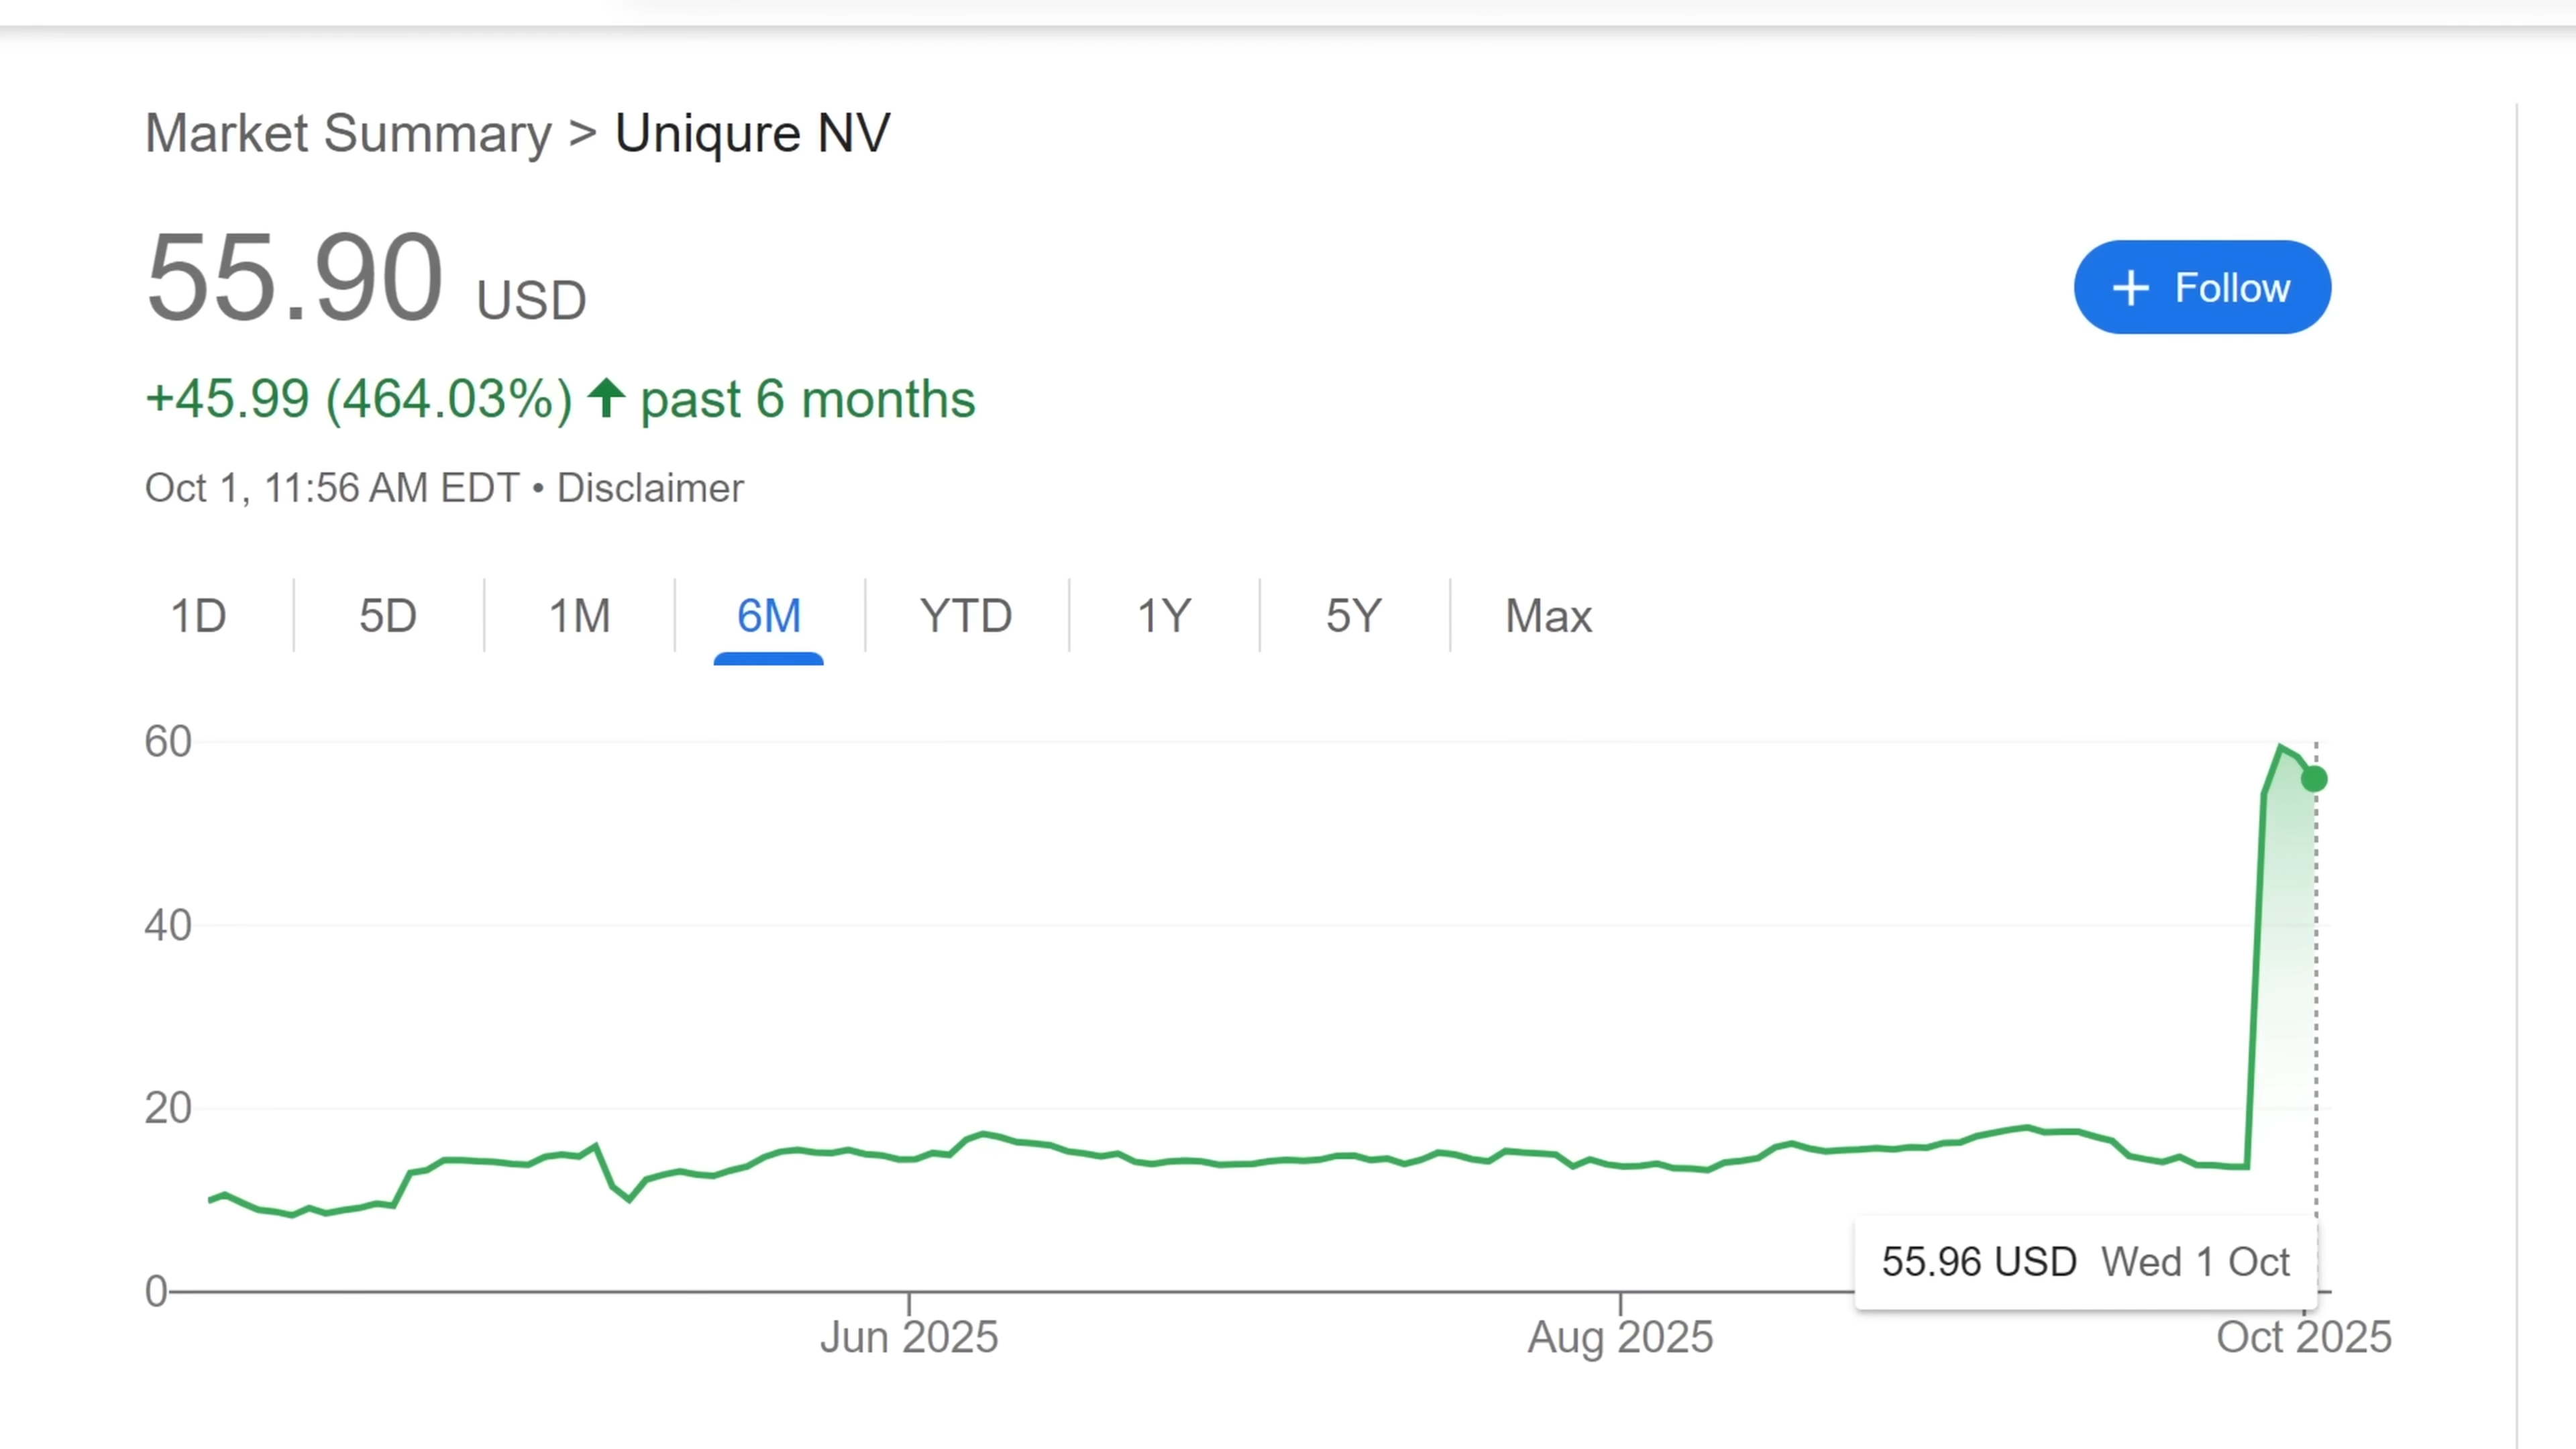 Market Summary > Uniqure NV
55.90 USD
+ Follow
+45.99 (464.03%) ↑ past 6 months
Oct 1, 11:56 AM EDT • Disclaimer
1D 5D 1M 6M YTD 1Y 5Y Max
60
40
20
55.96 USD Wed 1 Oct
0
Jun 2025 Aug 2025 Oct 2025